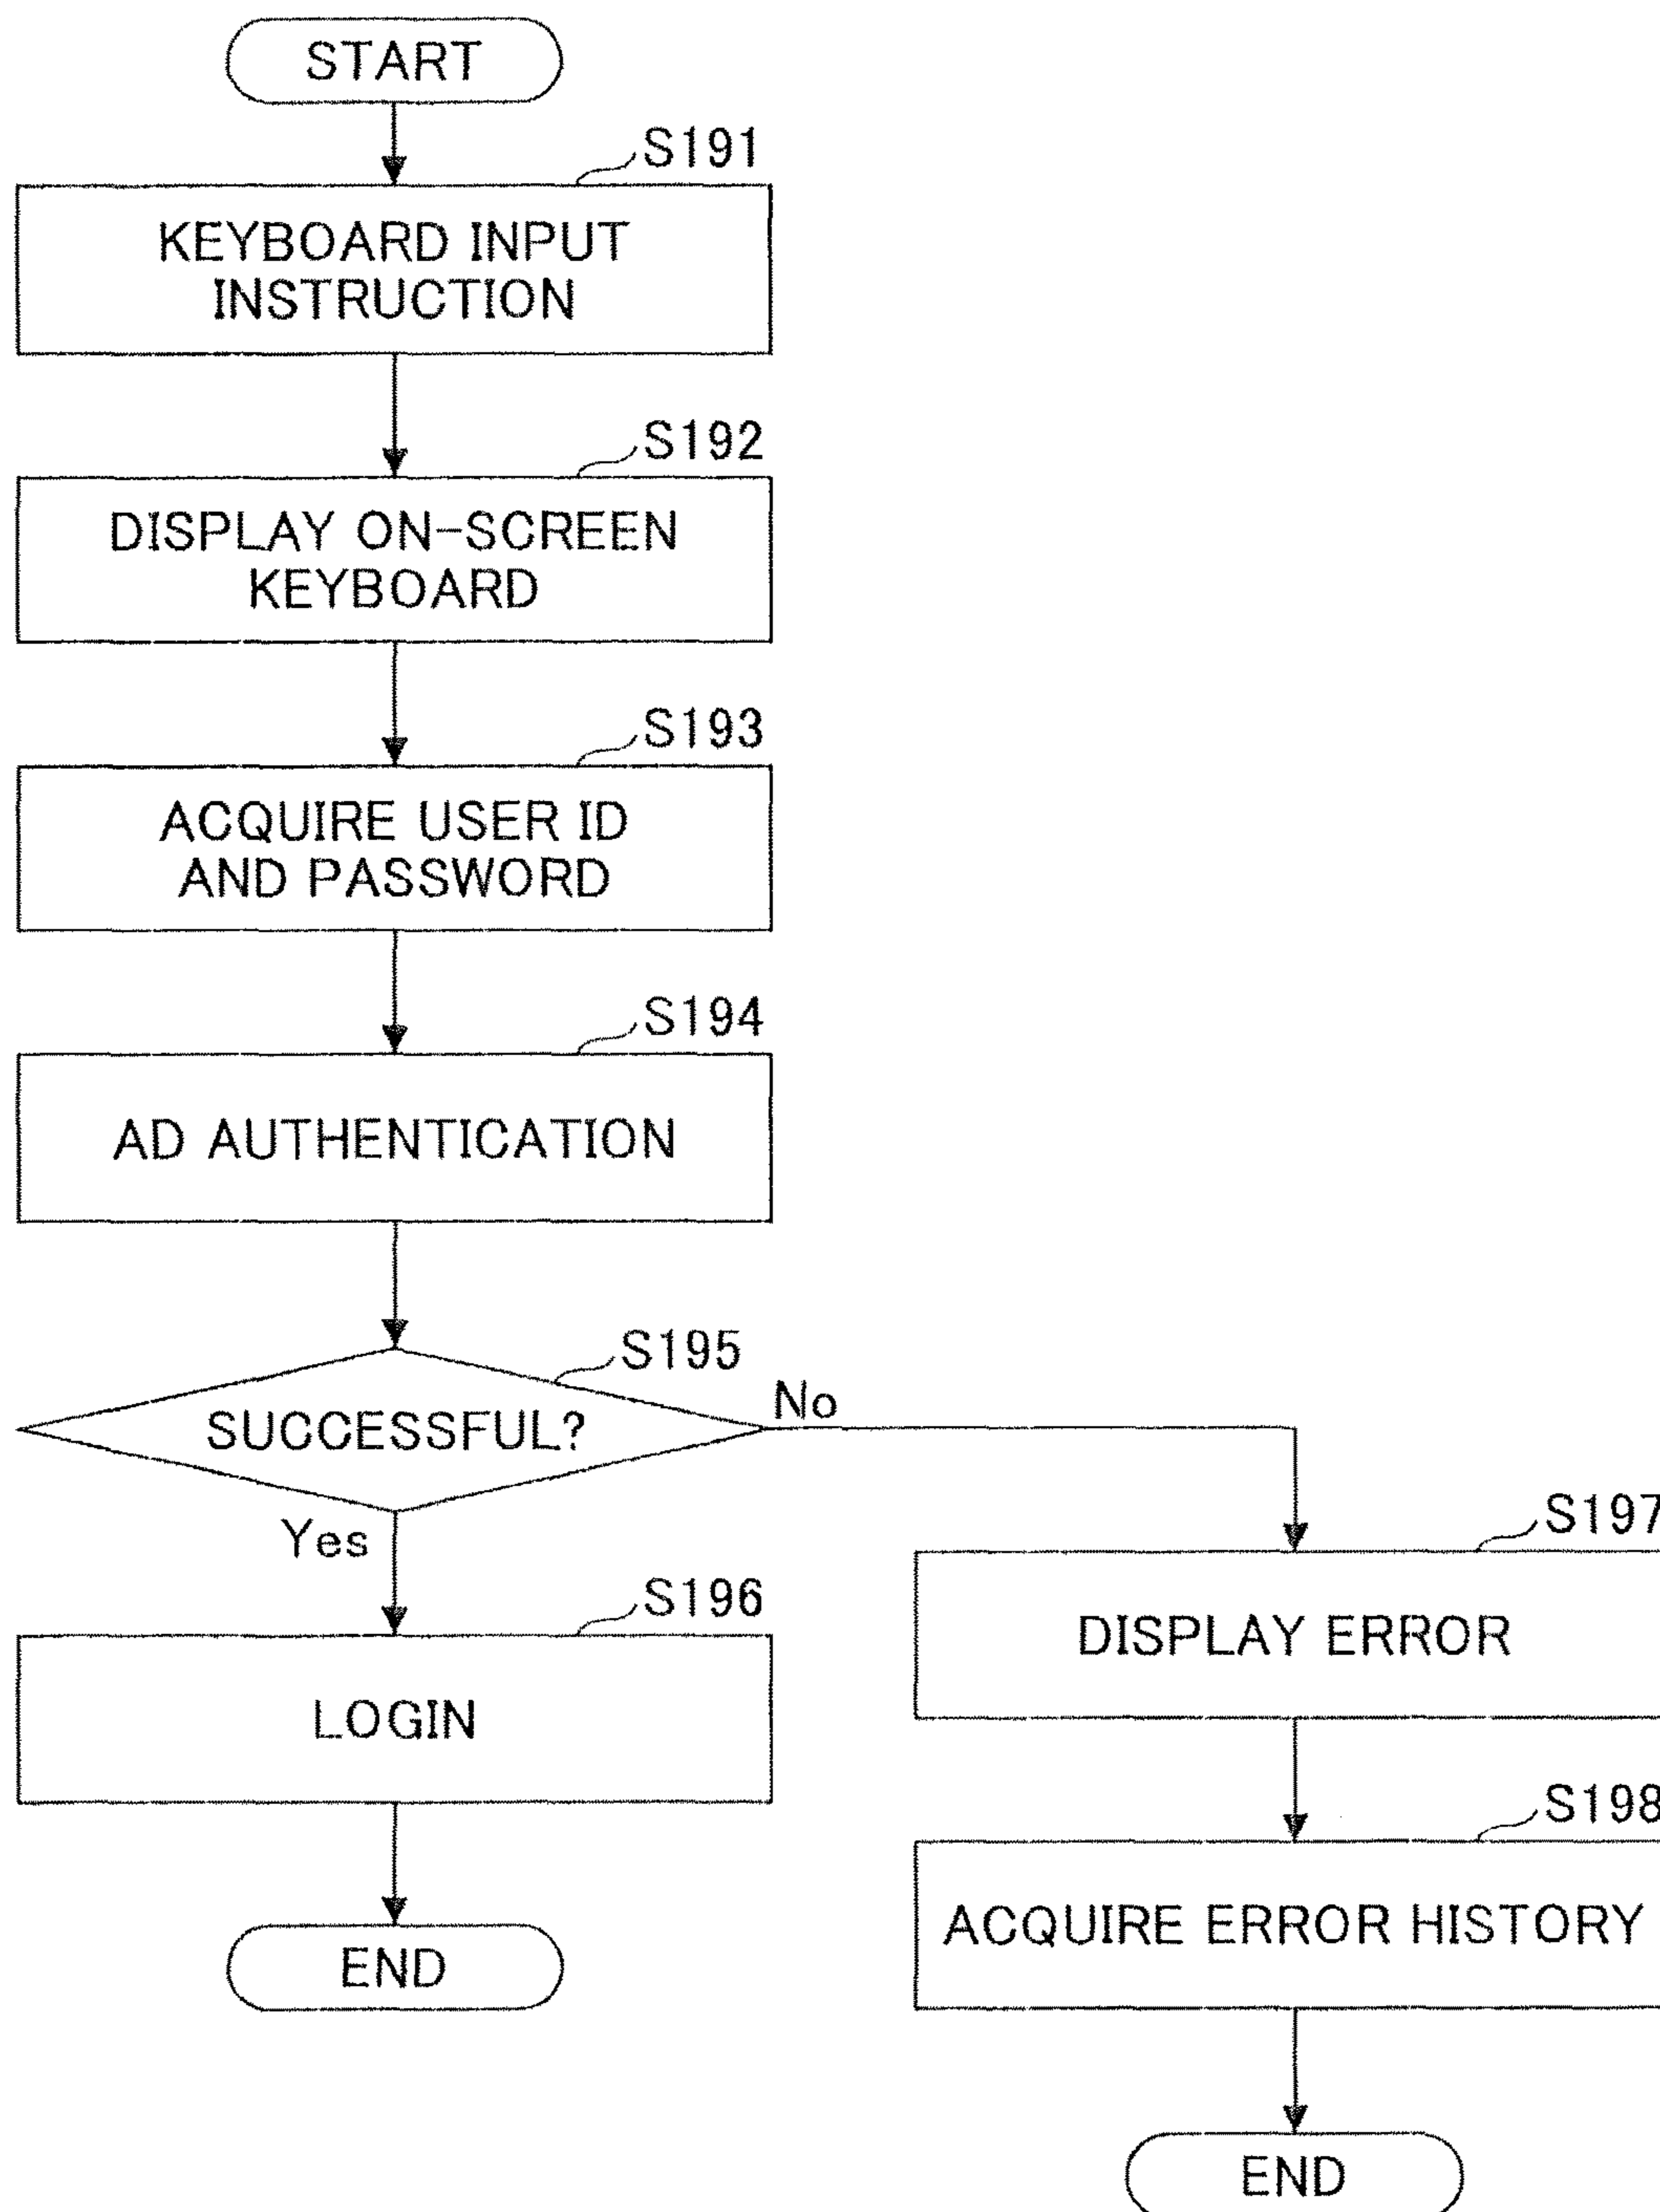 START
S191
KEYBOARD INPUT
INSTRUCTION
S192
DISPLAY ON-SCREEN
KEYBOARD
S193
ACQUIRE USER ID
AND PASSWORD
S194
AD AUTHENTICATION
S195
SUCCESSFUL?
No
Yes
S196
LOGIN
END
S197
DISPLAY ERROR
S198
ACQUIRE ERROR HISTORY
END